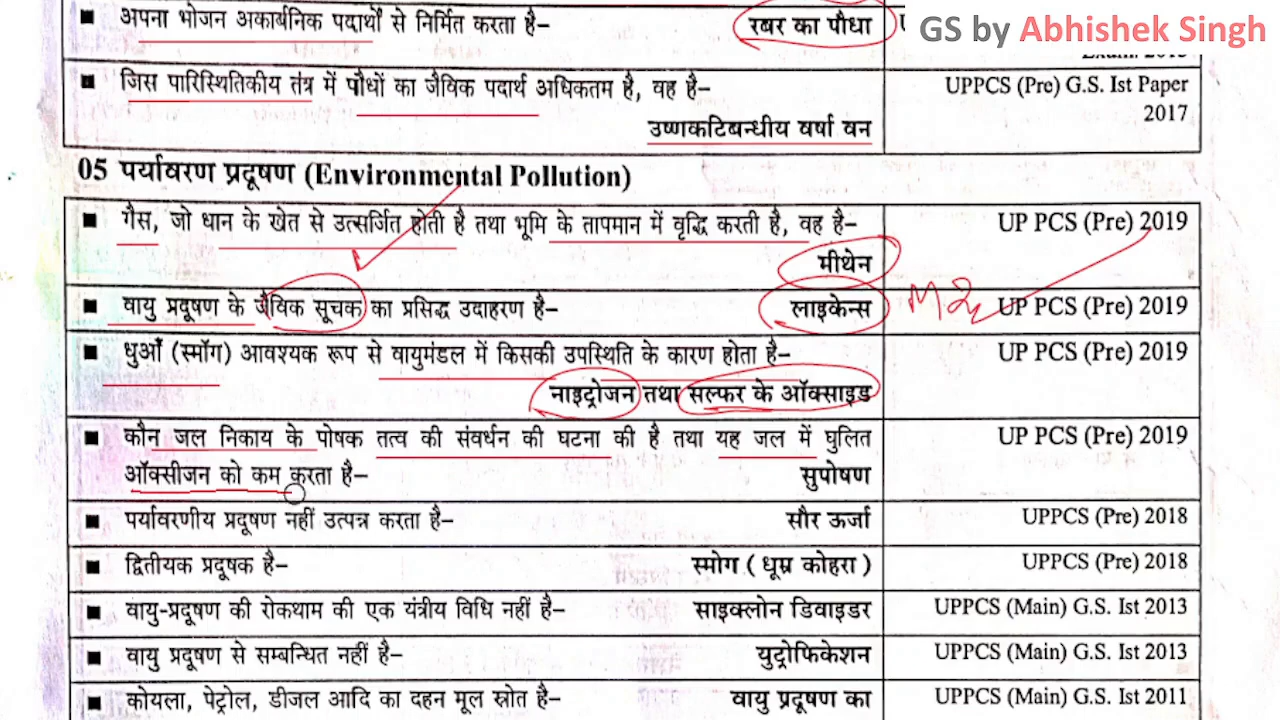 अपना भोजन अकार्बनिक पदार्थों से निर्मित करता है– रबर का पौधा
GS by Abhishek Singh
जिस पारिस्थितिकीय तंत्र में पौधों का जैविक पदार्थ अधिकतम है, वह है– UPPCS (Pre) G.S. Ist Paper
2017
उष्णकटिबन्धीय वर्षा वन
05 पर्यावरण प्रदूषण (Environmental Pollution)
गैस, जो धान के खेत से उत्सर्जित होती है तथा भूमि के तापमान में वृद्धि करती है, वह है– UP PCS (Pre) 2019
मीथेन
वायु प्रदूषण के जैविक सूचक का प्रसिद्ध उदाहरण है– लाइकेन्स UP PCS (Pre) 2019
धुआँ (स्मॉग) आवश्यक रूप से वायुमंडल में किसकी उपस्थिति के कारण होता है– UP PCS (Pre) 2019
नाइट्रोजन तथा सल्फर के ऑक्साइड
कौन जल निकाय के पोषक तत्व की संवर्धन की घटना की है तथा यह जल में घुलित UP PCS (Pre) 2019
ऑक्सीजन को कम करता है– सुपोषण
पर्यावरणीय प्रदूषण नहीं उत्पन्न करता है– सौर ऊर्जा UPPCS (Pre) 2018
द्वितीयक प्रदूषक है– स्मोग ( धूम्र कोहरा ) UPPCS (Pre) 2018
वायु-प्रदूषण की रोकथाम की एक यंत्रीय विधि नहीं है– साइक्लोन डिवाइडर UPPCS (Main) G.S. Ist 2013
वायु प्रदूषण से सम्बन्धित नहीं है– युट्रोफिकेशन UPPCS (Main) G.S. Ist 2013
कोयला, पेट्रोल, डीजल आदि का दहन मूल स्रोत है– वायु प्रदूषण का UPPCS (Main) G.S. Ist 2011